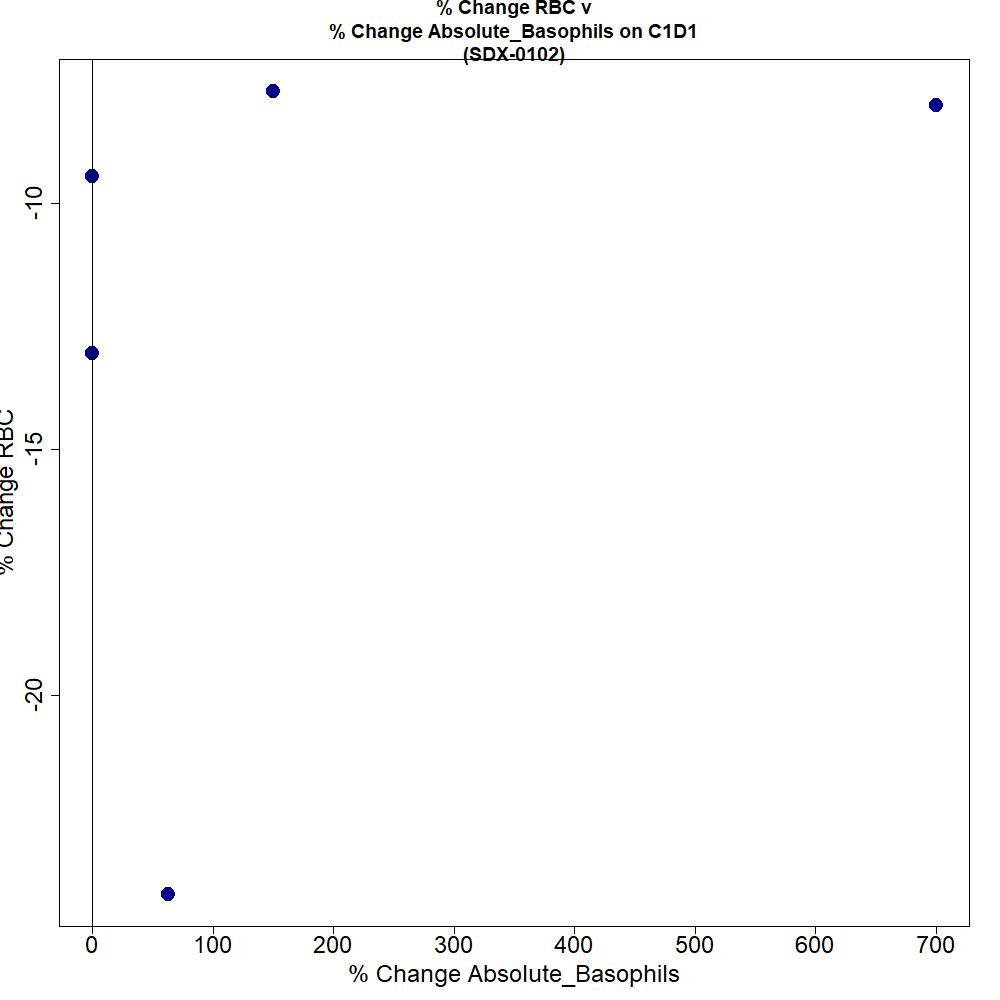 % Change RBC v
% Change Absolute_Basophils on C1D1
(SDX-0102)
% Change RBC
-10
-15
-20
0 100 200 300 400 500 600 700
% Change Absolute_Basophils